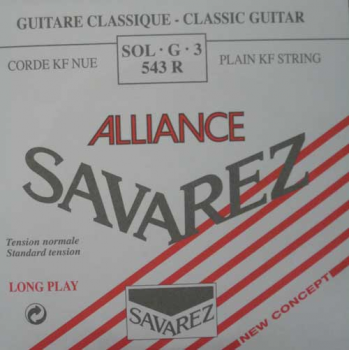 GUITARE CLASSIQUE - CLASSIC GUITAR
SOL · G · 3
CORDE KF NUE
543 R
PLAIN KF STRING
ALLIANCE
SAVAREZ
Tension normale
Standard tension
LONG PLAY
SAVAREZ
NEW CONCEPT